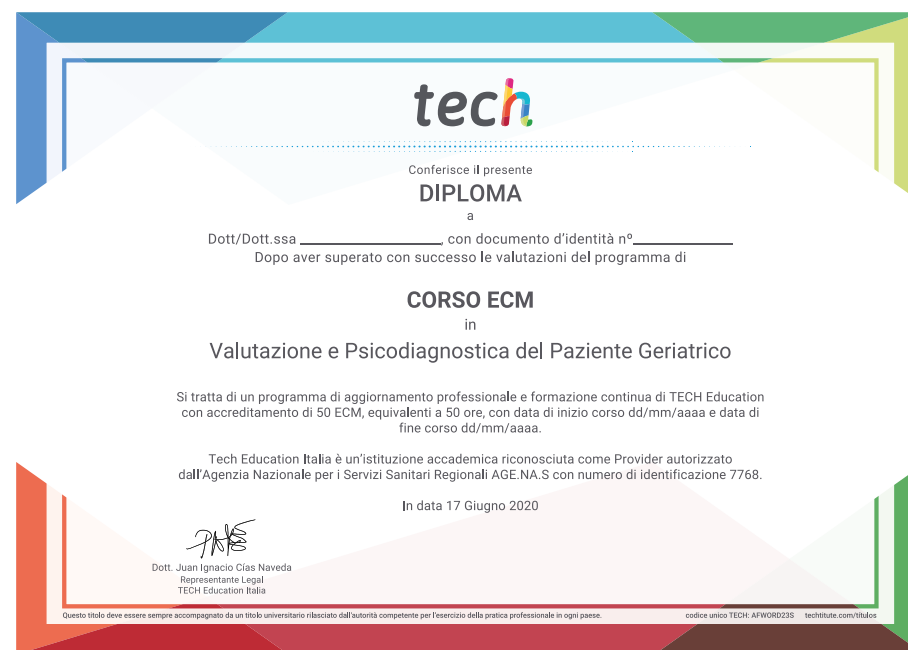 tech
Conferisce il presente
DIPLOMA
a
Dott/Dott.ssa ____________________, con documento d'identità nº______________
Dopo aver superato con successo le valutazioni del programma di
CORSO ECM
in
Valutazione e Psicodiagnostica del Paziente Geriatrico
Si tratta di un programma di aggiornamento professionale e formazione continua di TECH Education
con accreditamento di 50 ECM, equivalenti a 50 ore, con data di inizio corso dd/mm/aaaa e data di
fine corso dd/mm/aaaa.
Tech Education Italia è un'istituzione accademica riconosciuta come Provider autorizzato
dall'Agenzia Nazionale per i Servizi Sanitari Regionali AGE.NA.S con numero di identificazione 7768.
In data 17 Giugno 2020
Dott. Juan Ignacio Cías Naveda
Representante Legal
TECH Education Italia
Questo titolo deve essere sempre accompagnato da un titolo universitario rilasciato dall'autorità competente per l'esercizio della pratica professionale in ogni paese. codice unico TECH: AFWORD23S techtitute.com/titulos